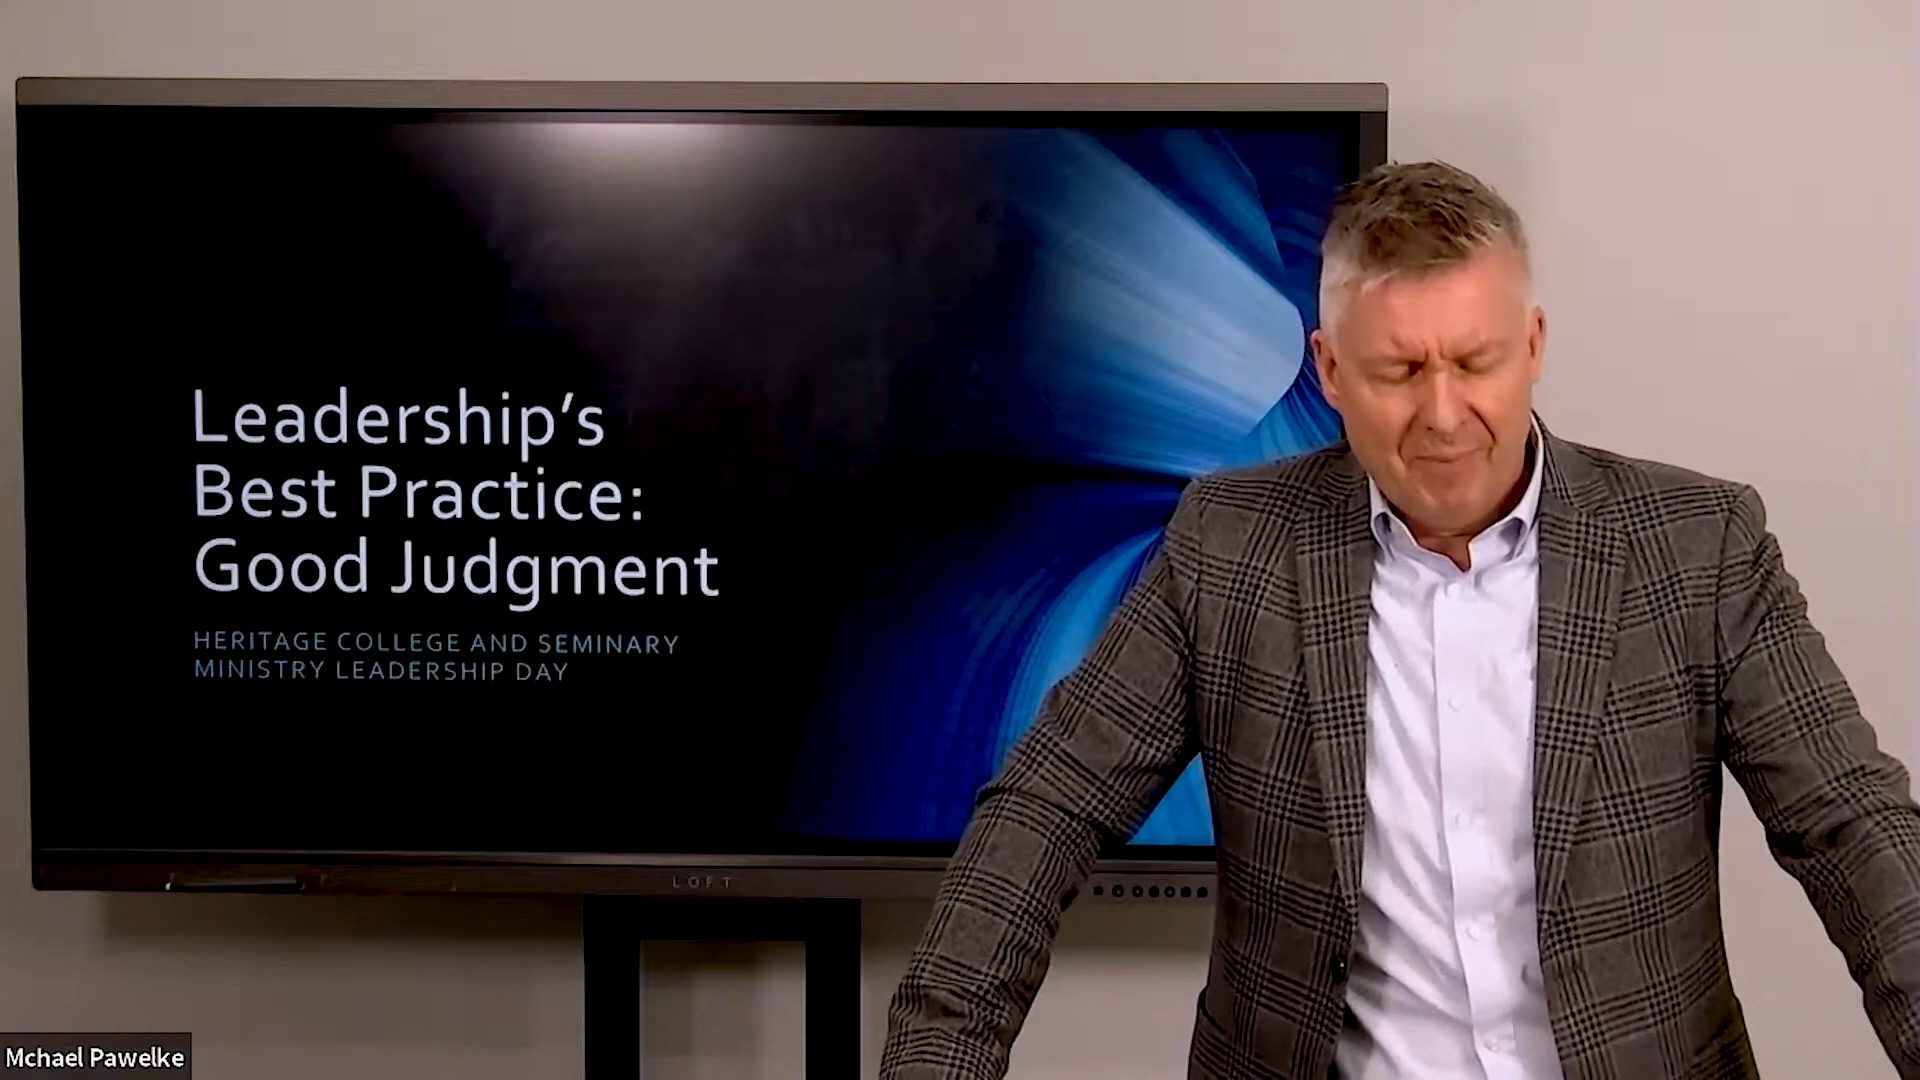 Leadership's
Best Practice:
Good Judgment
HERITAGE COLLEGE AND SEMINARY
MINISTRY LEADERSHIP DAY
LOFT
Mchael Pawelke